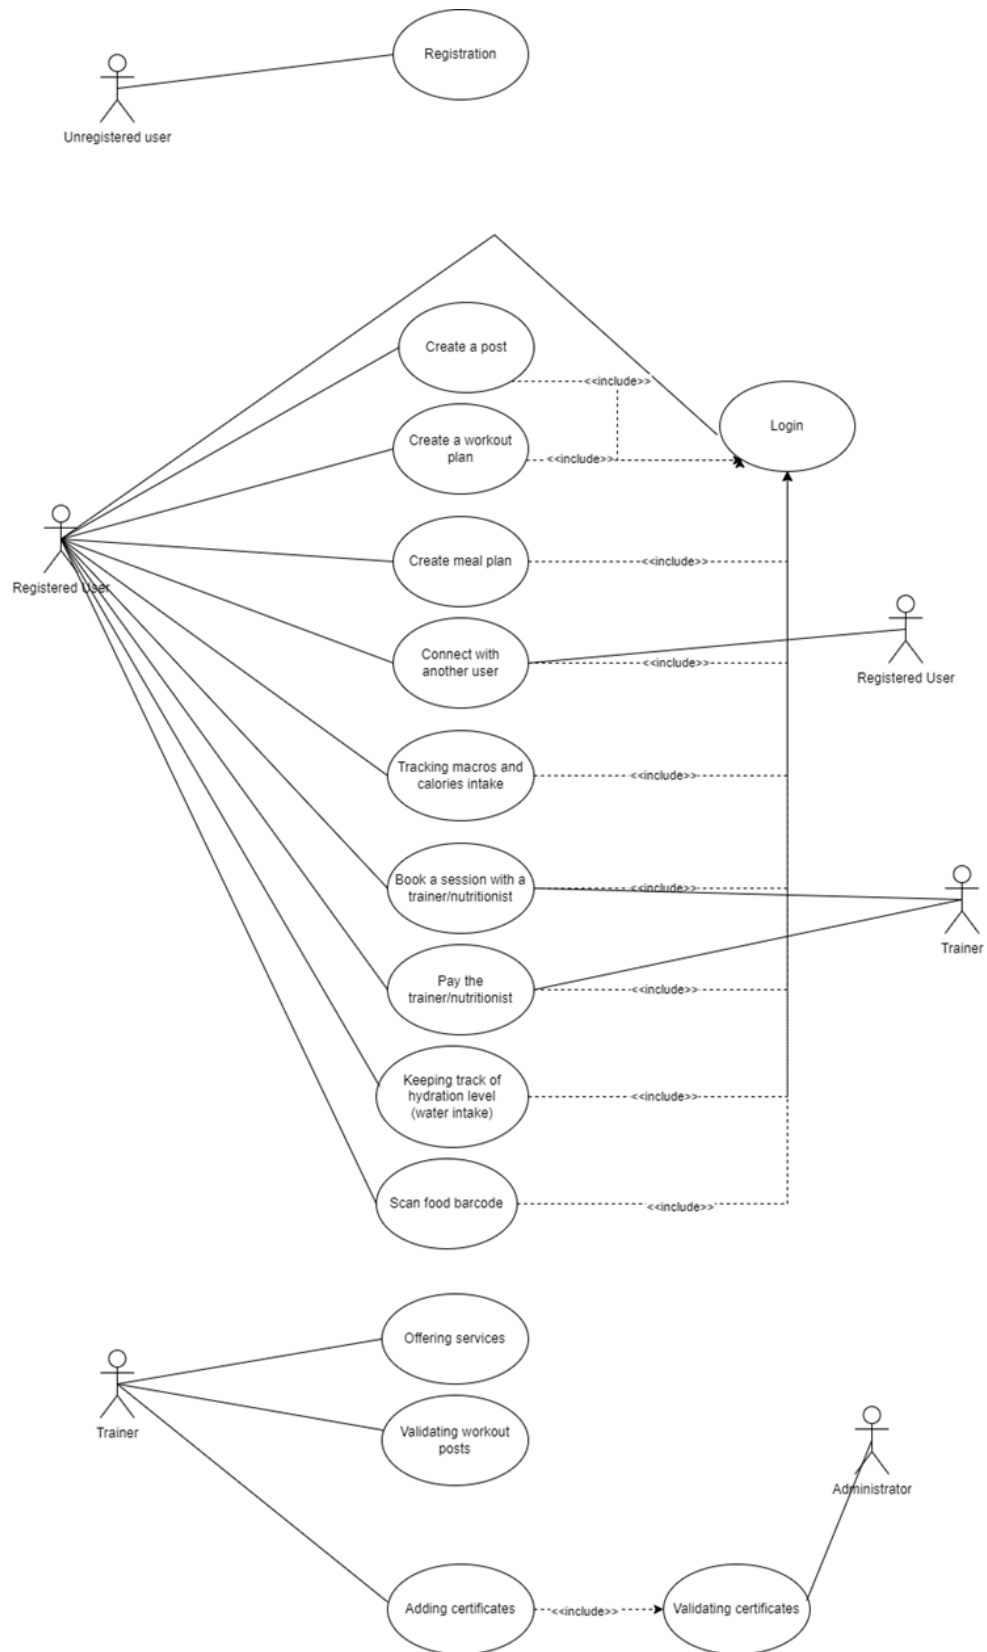 Registration
Unregistered user
Create a post
<<include>>
Login
Create a workout
plan
<<include>>
Registered User
Create meal plan
<<include>>
Connect with
another user
<<include>>
Registered User
Tracking macros and
calories intake
<<include>>
Book a session with a
trainer/nutritionist
<<include>>
Trainer
Pay the
trainer/nutritionist
<<include>>
Keeping track of
hydration level
(water intake)
<<include>>
Scan food barcode
<<include>>
Offering services
Trainer
Validating workout
posts
Administrator
Adding certificates
<<include>>
Validating certificates